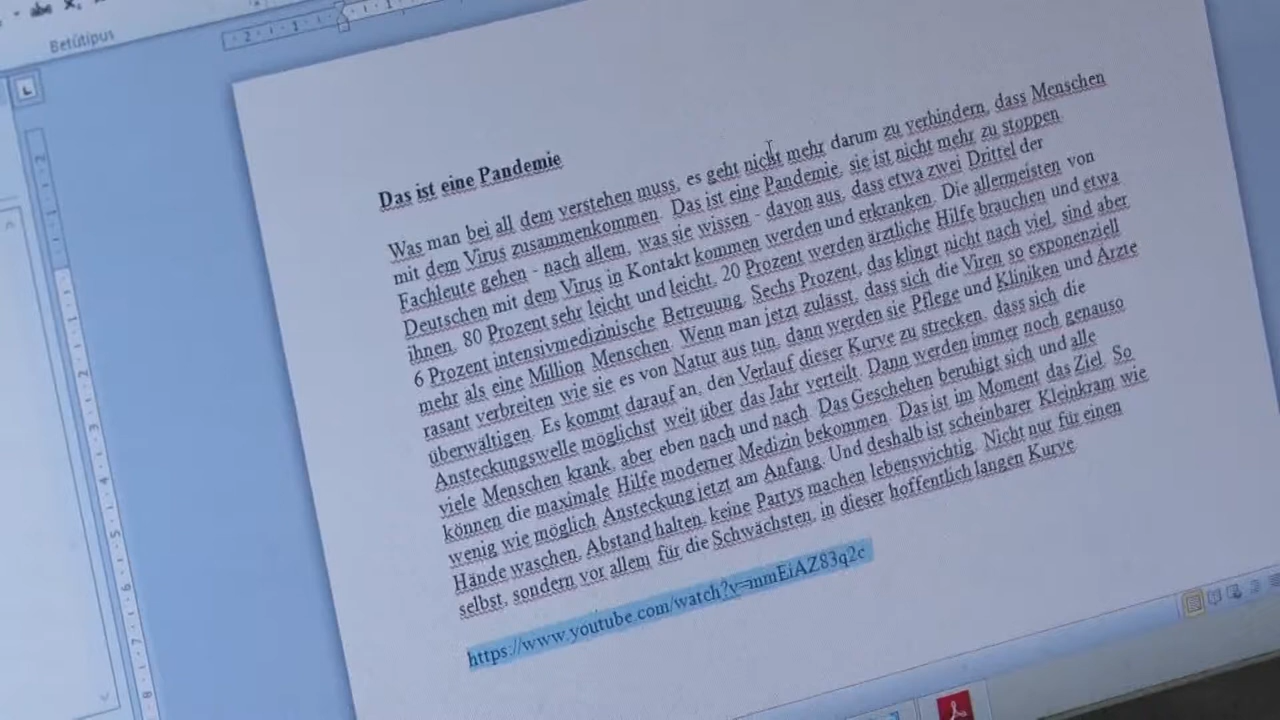 abc
Betűtípus
Das ist eine Pandemie
Was man bei all dem verstehen muss, es geht nicht mehr darum zu verhindern, dass Menschen
mit dem Virus zusammenkommen. Das ist eine Pandemie, sie ist nicht mehr zu stoppen.
Fachleute gehen - nach allem, was sie wissen - davon aus, dass etwa zwei Drittel der
Deutschen mit dem Virus in Kontakt kommen werden und erkranken. Die allermeisten von
ihnen, 80 Prozent sehr leicht und leicht, 20 Prozent werden ärztliche Hilfe brauchen und etwa
6 Prozent intensivmedizinische Betreuung. Sechs Prozent, das klingt nicht nach viel, sind aber
mehr als eine Million Menschen. Wenn man jetzt zulässt, dass sich die Viren so exponenziell
rasant verbreiten wie sie es von Natur aus tun, dann werden sie Pflege und Kliniken und Ärzte
überwältigen. Es kommt darauf an, den Verlauf dieser Kurve zu strecken, dass sich die
Ansteckungswelle möglichst weit über das Jahr verteilt. Dann werden immer noch genauso
viele Menschen krank, aber eben nach und nach. Das Geschehen beruhigt sich und alle
können die maximale Hilfe moderner Medizin bekommen. Das ist im Moment das Ziel. So
wenig wie möglich Ansteckung jetzt am Anfang. Und deshalb ist scheinbarer Kleinkram wie
Hände waschen, Abstand halten, keine Partys machen lebenswichtig. Nicht nur für einen
selbst, sondern vor allem für die Schwächsten, in dieser hoffentlich langen Kurve.
https://www.youtube.com/watch?v=mmEiAZ83q2c